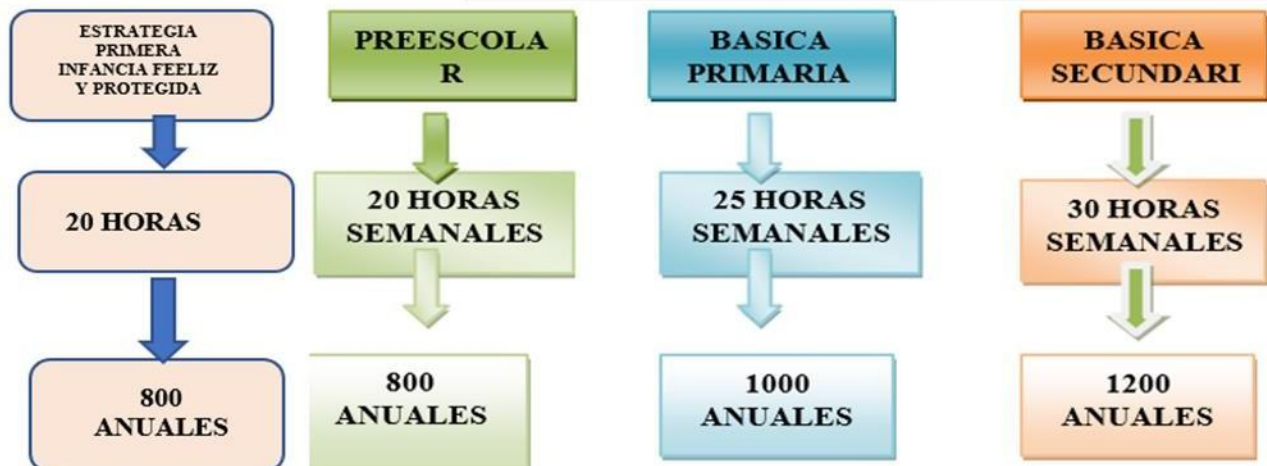 ESTRATEGIA
PRIMERA
INFANCIA FEELIZ
Y PROTEGIDA
20 HORAS
800
ANUALES
PREESCOLA
R
20 HORAS
SEMANALES
800
ANUALES
BASICA
PRIMARIA
25 HORAS
SEMANALES
1000
ANUALES
BASICA
SECUNDARI
30 HORAS
SEMANALES
1200
ANUALES